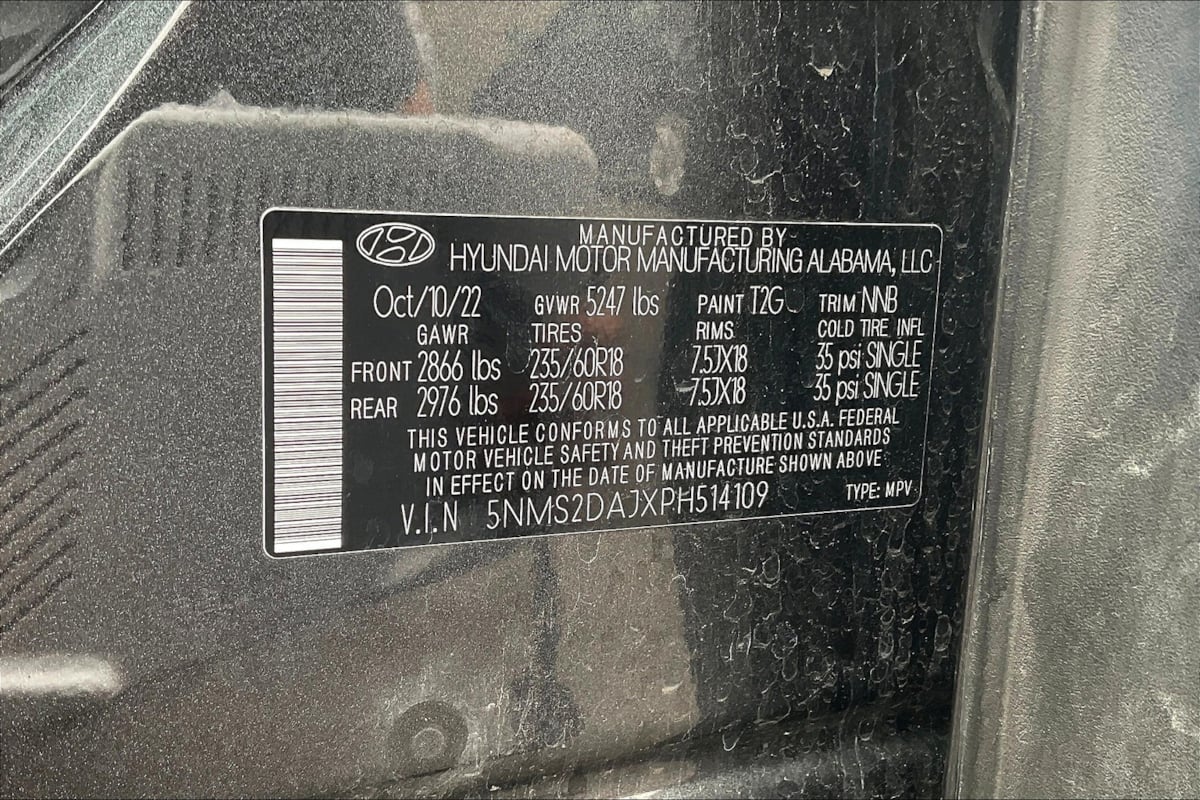 MANUFACTURED BY
HYUNDAI MOTOR MANUFACTURING ALABAMA, LLC
Oct/10/22 GVWR 5247 lbs PAINT T2G TRIM NNB
GAWR TIRES RIMS COLD TIRE INFL
FRONT 2866 lbs 235/60R18 7.5JX18 35 psi SINGLE
REAR 2976 lbs 235/60R18 7.5JX18 35 psi SINGLE
THIS VEHICLE CONFORMS TO ALL APPLICABLE U.S.A. FEDERAL
MOTOR VEHICLE SAFETY AND THEFT PREVENTION STANDARDS
IN EFFECT ON THE DATE OF MANUFACTURE SHOWN ABOVE
V.I.N 5NMS2DAJXPH514109 TYPE: MPV